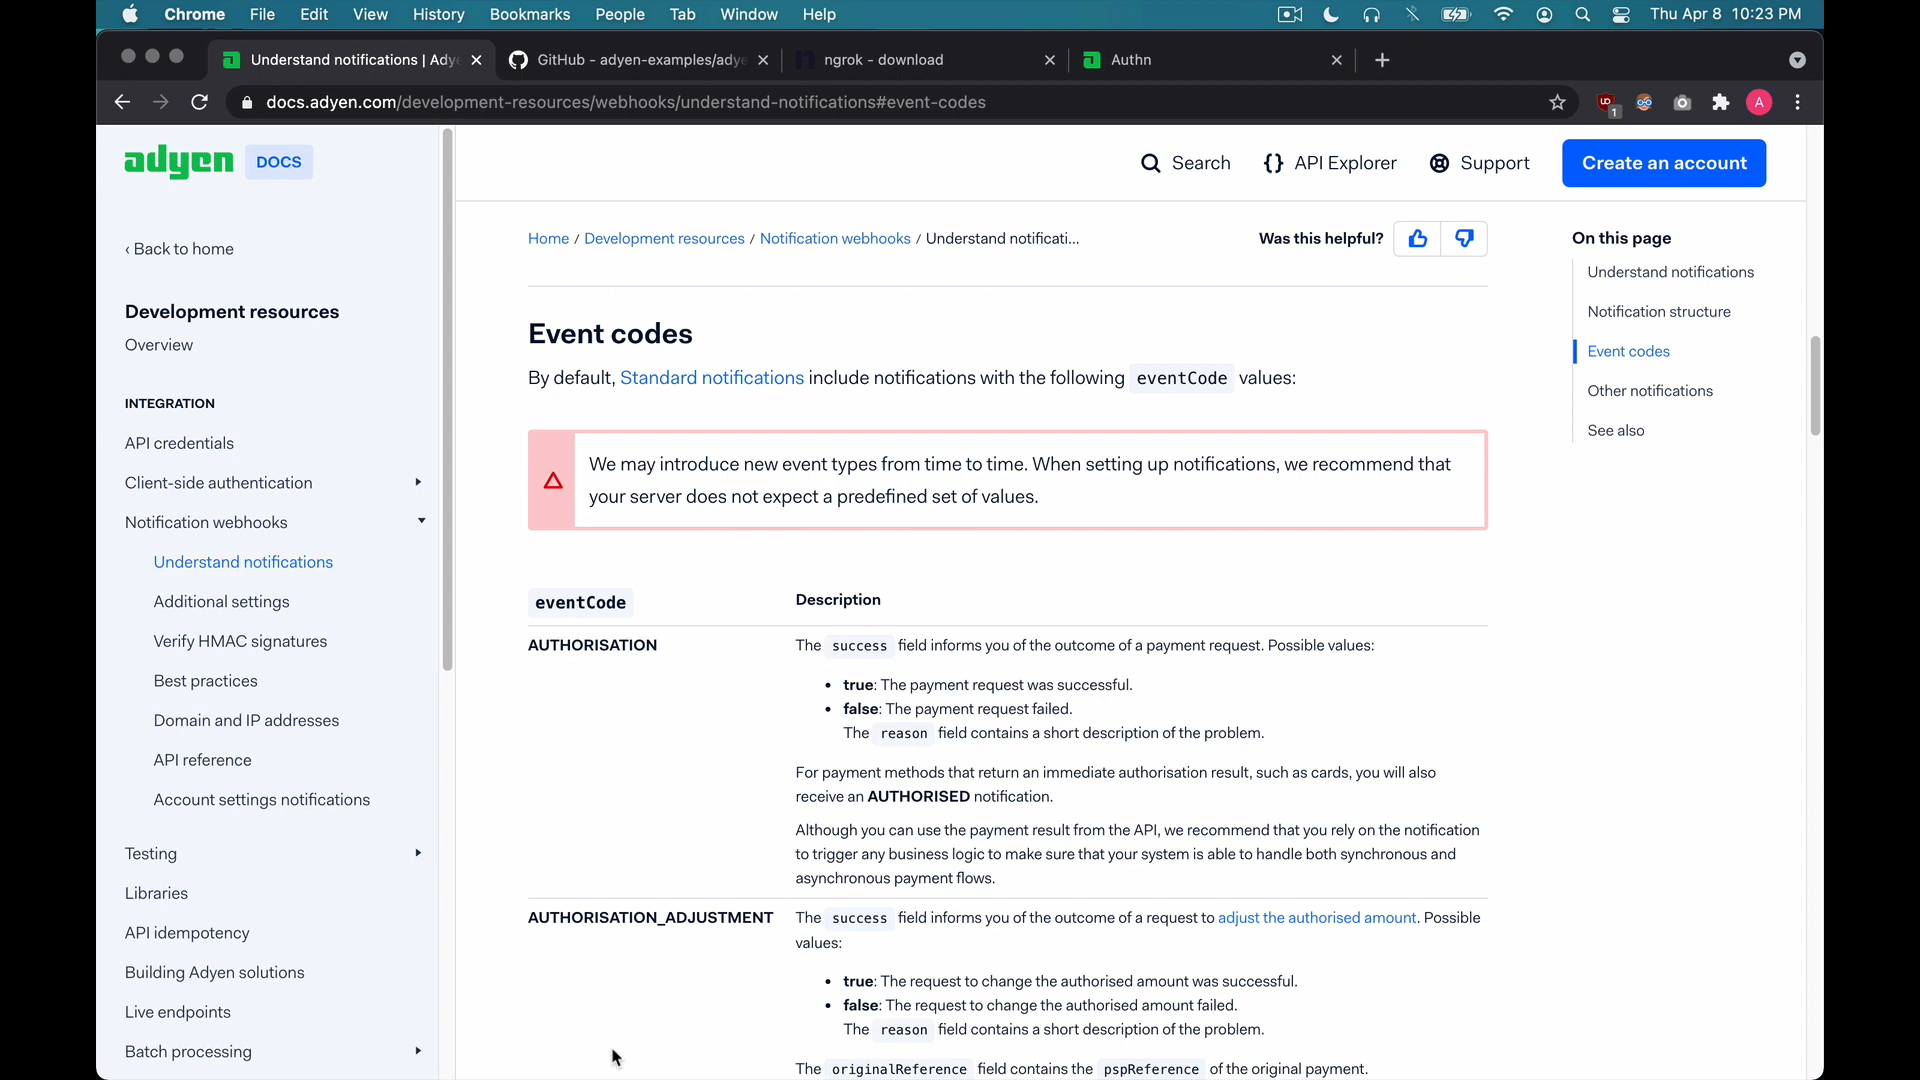 Chrome File Edit View History Bookmarks People Tab Window Help Thu Apr 8 10:23 PM
Understand notifications | Adye GitHub - adyen-examples/adye ngrok - download Authn
docs.adyen.com/development-resources/webhooks/understand-notifications#event-codes 1 A
adyen DOCS
Search {} API Explorer Support Create an account
‹ Back to home
Development resources
Overview
INTEGRATION
API credentials
Client-side authentication
Notification webhooks
Understand notifications
Additional settings
Verify HMAC signatures
Best practices
Domain and IP addresses
API reference
Account settings notifications
Testing
Libraries
API idempotency
Building Adyen solutions
Live endpoints
Batch processing
Home / Development resources / Notification webhooks / Understand notificati...
Was this helpful?
Event codes
By default, Standard notifications include notifications with the following eventCode values:
We may introduce new event types from time to time. When setting up notifications, we recommend that
your server does not expect a predefined set of values.
eventCode Description
AUTHORISATION The success field informs you of the outcome of a payment request. Possible values:
• true: The payment request was successful.
• false: The payment request failed.
The reason field contains a short description of the problem.
For payment methods that return an immediate authorisation result, such as cards, you will also
receive an AUTHORISED notification.
Although you can use the payment result from the API, we recommend that you rely on the notification
to trigger any business logic to make sure that your system is able to handle both synchronous and
asynchronous payment flows.
AUTHORISATION_ADJUSTMENT The success field informs you of the outcome of a request to adjust the authorised amount. Possible
values:
• true: The request to change the authorised amount was successful.
• false: The request to change the authorised amount failed.
The reason field contains a short description of the problem.
The originalReference field contains the pspReference of the original payment.
On this page
Understand notifications
Notification structure
Event codes
Other notifications
See also